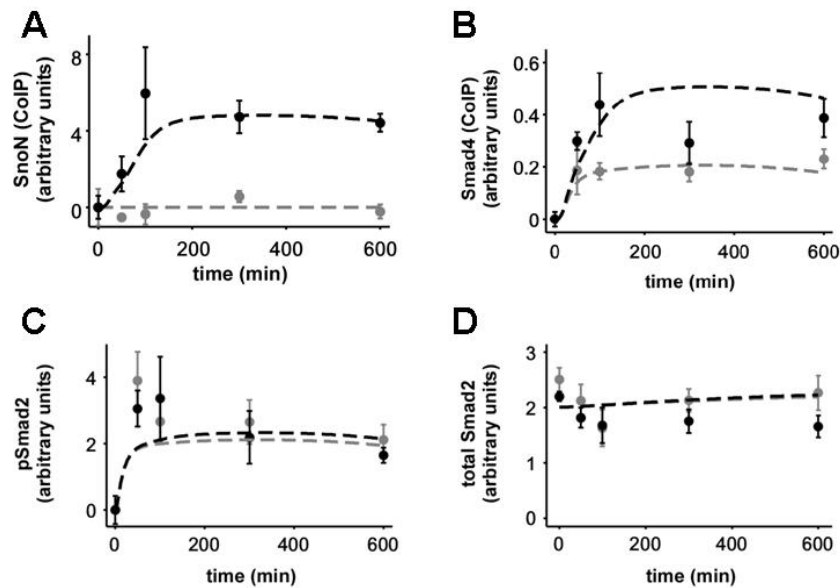 A
SnoN (CoIP)
(arbitrary units)
8
4
0
0
200
400
600
time (min)
B
Smad4 (CoIP)
(arbitrary units)
0.6
0.4
0.2
0
0
200
400
600
time (min)
C
pSmad2
(arbitrary units)
4
2
0
0
200
400
600
time (min)
D
total Smad2
(arbitrary units)
3
2
1
0
0
200
400
600
time (min)